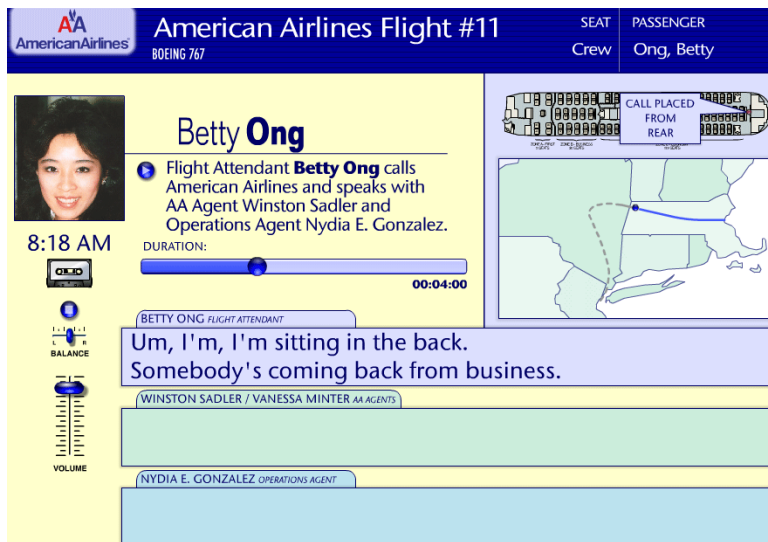 AA
AmericanAirlines
American Airlines Flight #11
BOEING 767
SEAT
Crew
PASSENGER
Ong, Betty
Betty Ong
Flight Attendant Betty Ong calls
American Airlines and speaks with
AA Agent Winston Sadler and
Operations Agent Nydia E. Gonzalez.
8:18 AM
DURATION:
00:04:00
CALL PLACED
FROM
REAR
L R
BALANCE
VOLUME
BETTY ONG FLIGHT ATTENDANT
Um, I'm, I'm sitting in the back.
Somebody's coming back from business.
WINSTON SADLER / VANESSA MINTER AA AGENTS
NYDIA E. GONZALEZ OPERATIONS AGENT